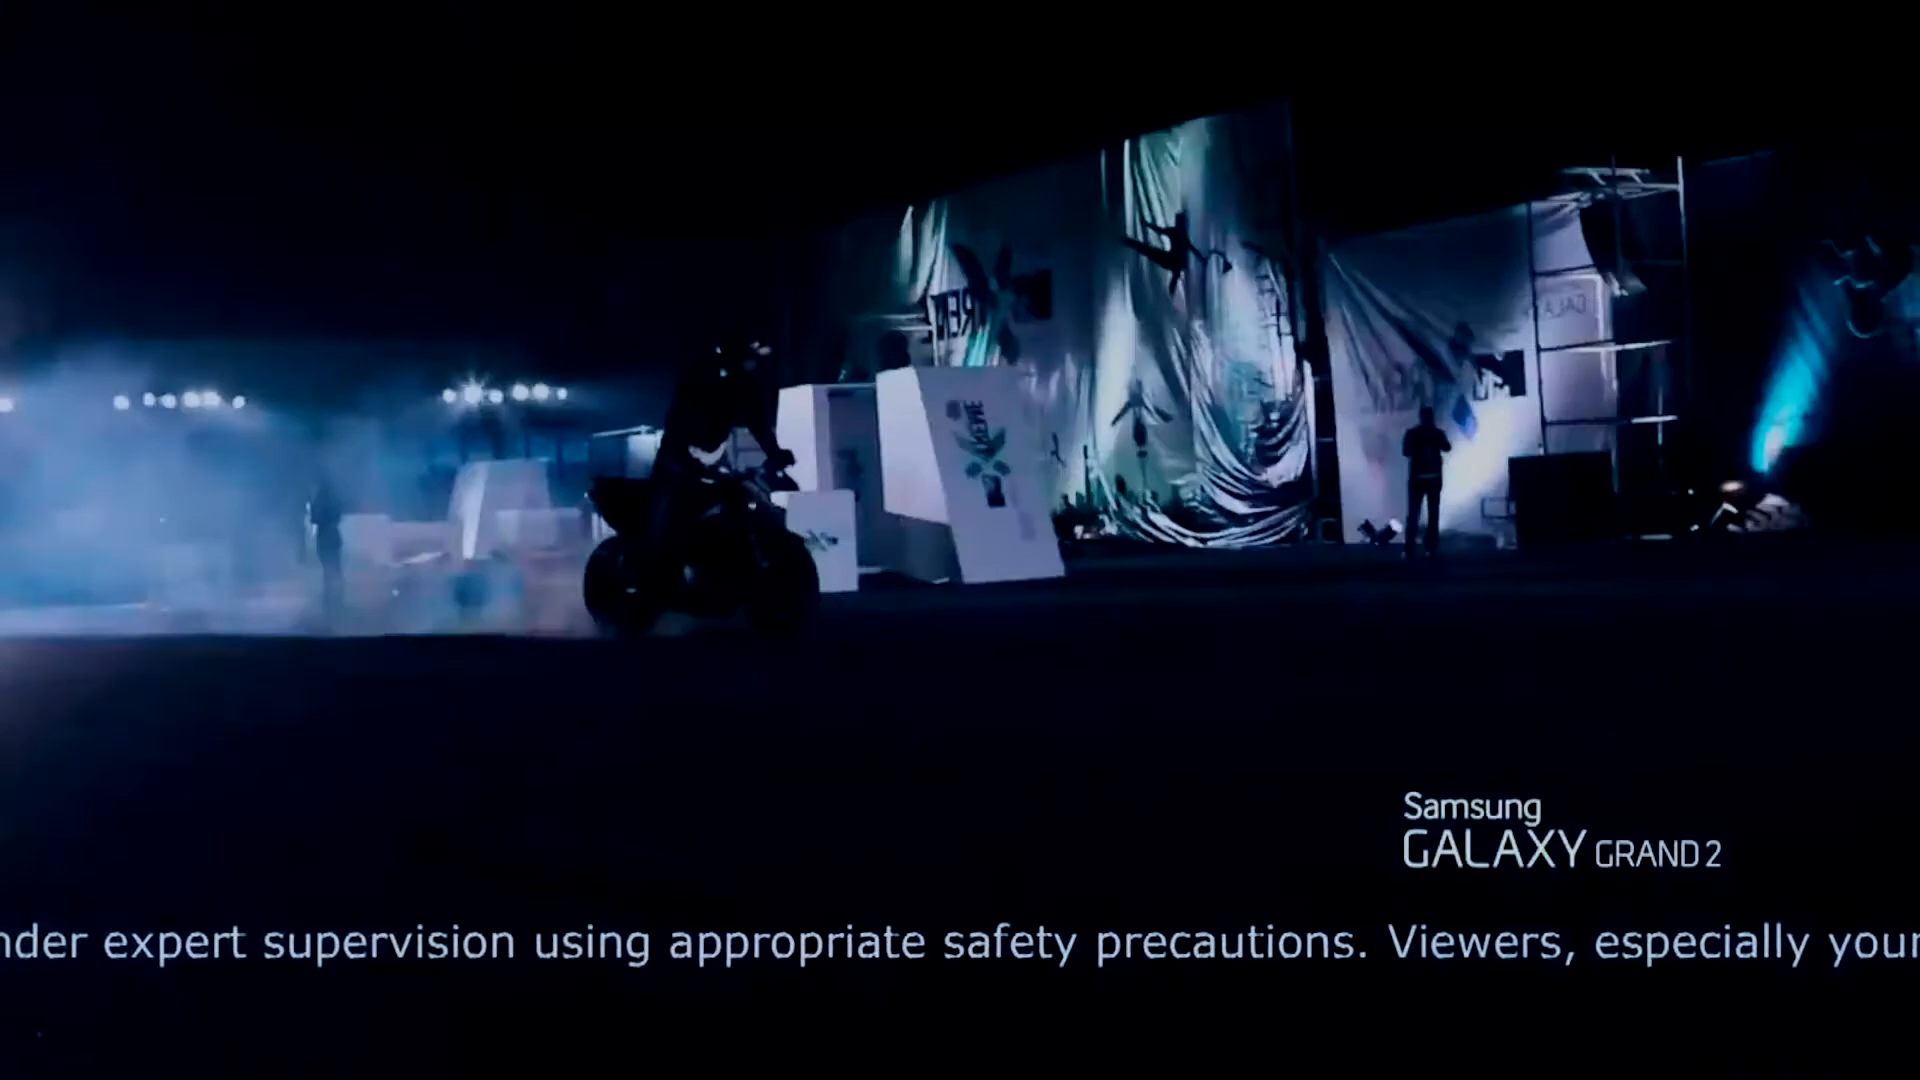 Samsung
GALAXY GRAND 2
nder expert supervision using appropriate safety precautions. Viewers, especially your